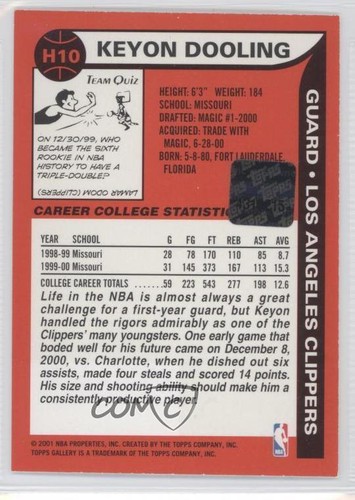 H10
KEYON DOOLING
TEAM QUIZ
ON 12/30/99, WHO
BECAME THE SIXTH
ROOKIE IN NBA
HISTORY TO HAVE A
TRIPLE-DOUBLE?
LAMAR ODOM (CLIPPERS)
HEIGHT: 6'3" WEIGHT: 184
SCHOOL: MISSOURI
DRAFTED: MAGIC #1-2000
ACQUIRED: TRADE WITH
MAGIC, 6-28-00
BORN: 5-8-80, FORT LAUDERDALE,
FLORIDA
GUARD • LOS ANGELES CLIPPERS
CAREER COLLEGE STATISTIC
YEAR SCHOOL G FG FT REB AST AVG
1998-99 Missouri 28 78 170 110 85 8.7
1999-00 Missouri 31 145 373 167 113 15.3
COLLEGE CAREER TOTALS 59 223 543 277 198 12.6
Life in the NBA is almost always a great
challenge for a first-year guard, but Keyon
handled the rigors admirably as one of the
Clippers' many youngsters. One early game that
boded well for his future came on December 8,
2000, vs. Charlotte, when he dished out six
assists, made four steals and scored 14 points.
His size and shooting ability should make him a
consistently productive player.
COMC
© 2001 NBA PROPERTIES, INC. CREATED BY THE TOPPS COMPANY, INC.
TOPPS GALLERY IS A TRADEMARK OF THE TOPPS COMPANY, INC.
NBA